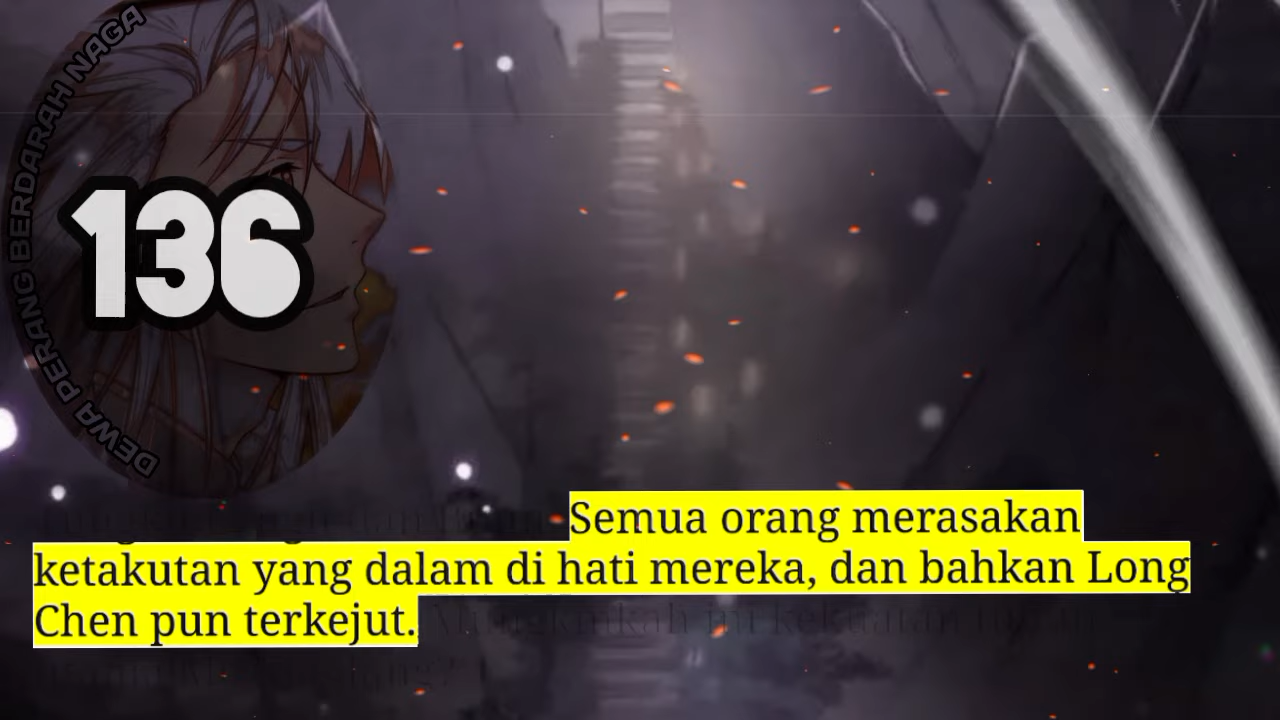 DEWA PERANG BERDARAH NAGA
136
Semua orang merasakan
ketakutan yang dalam di hati mereka, dan bahkan Long
Chen pun terkejut.